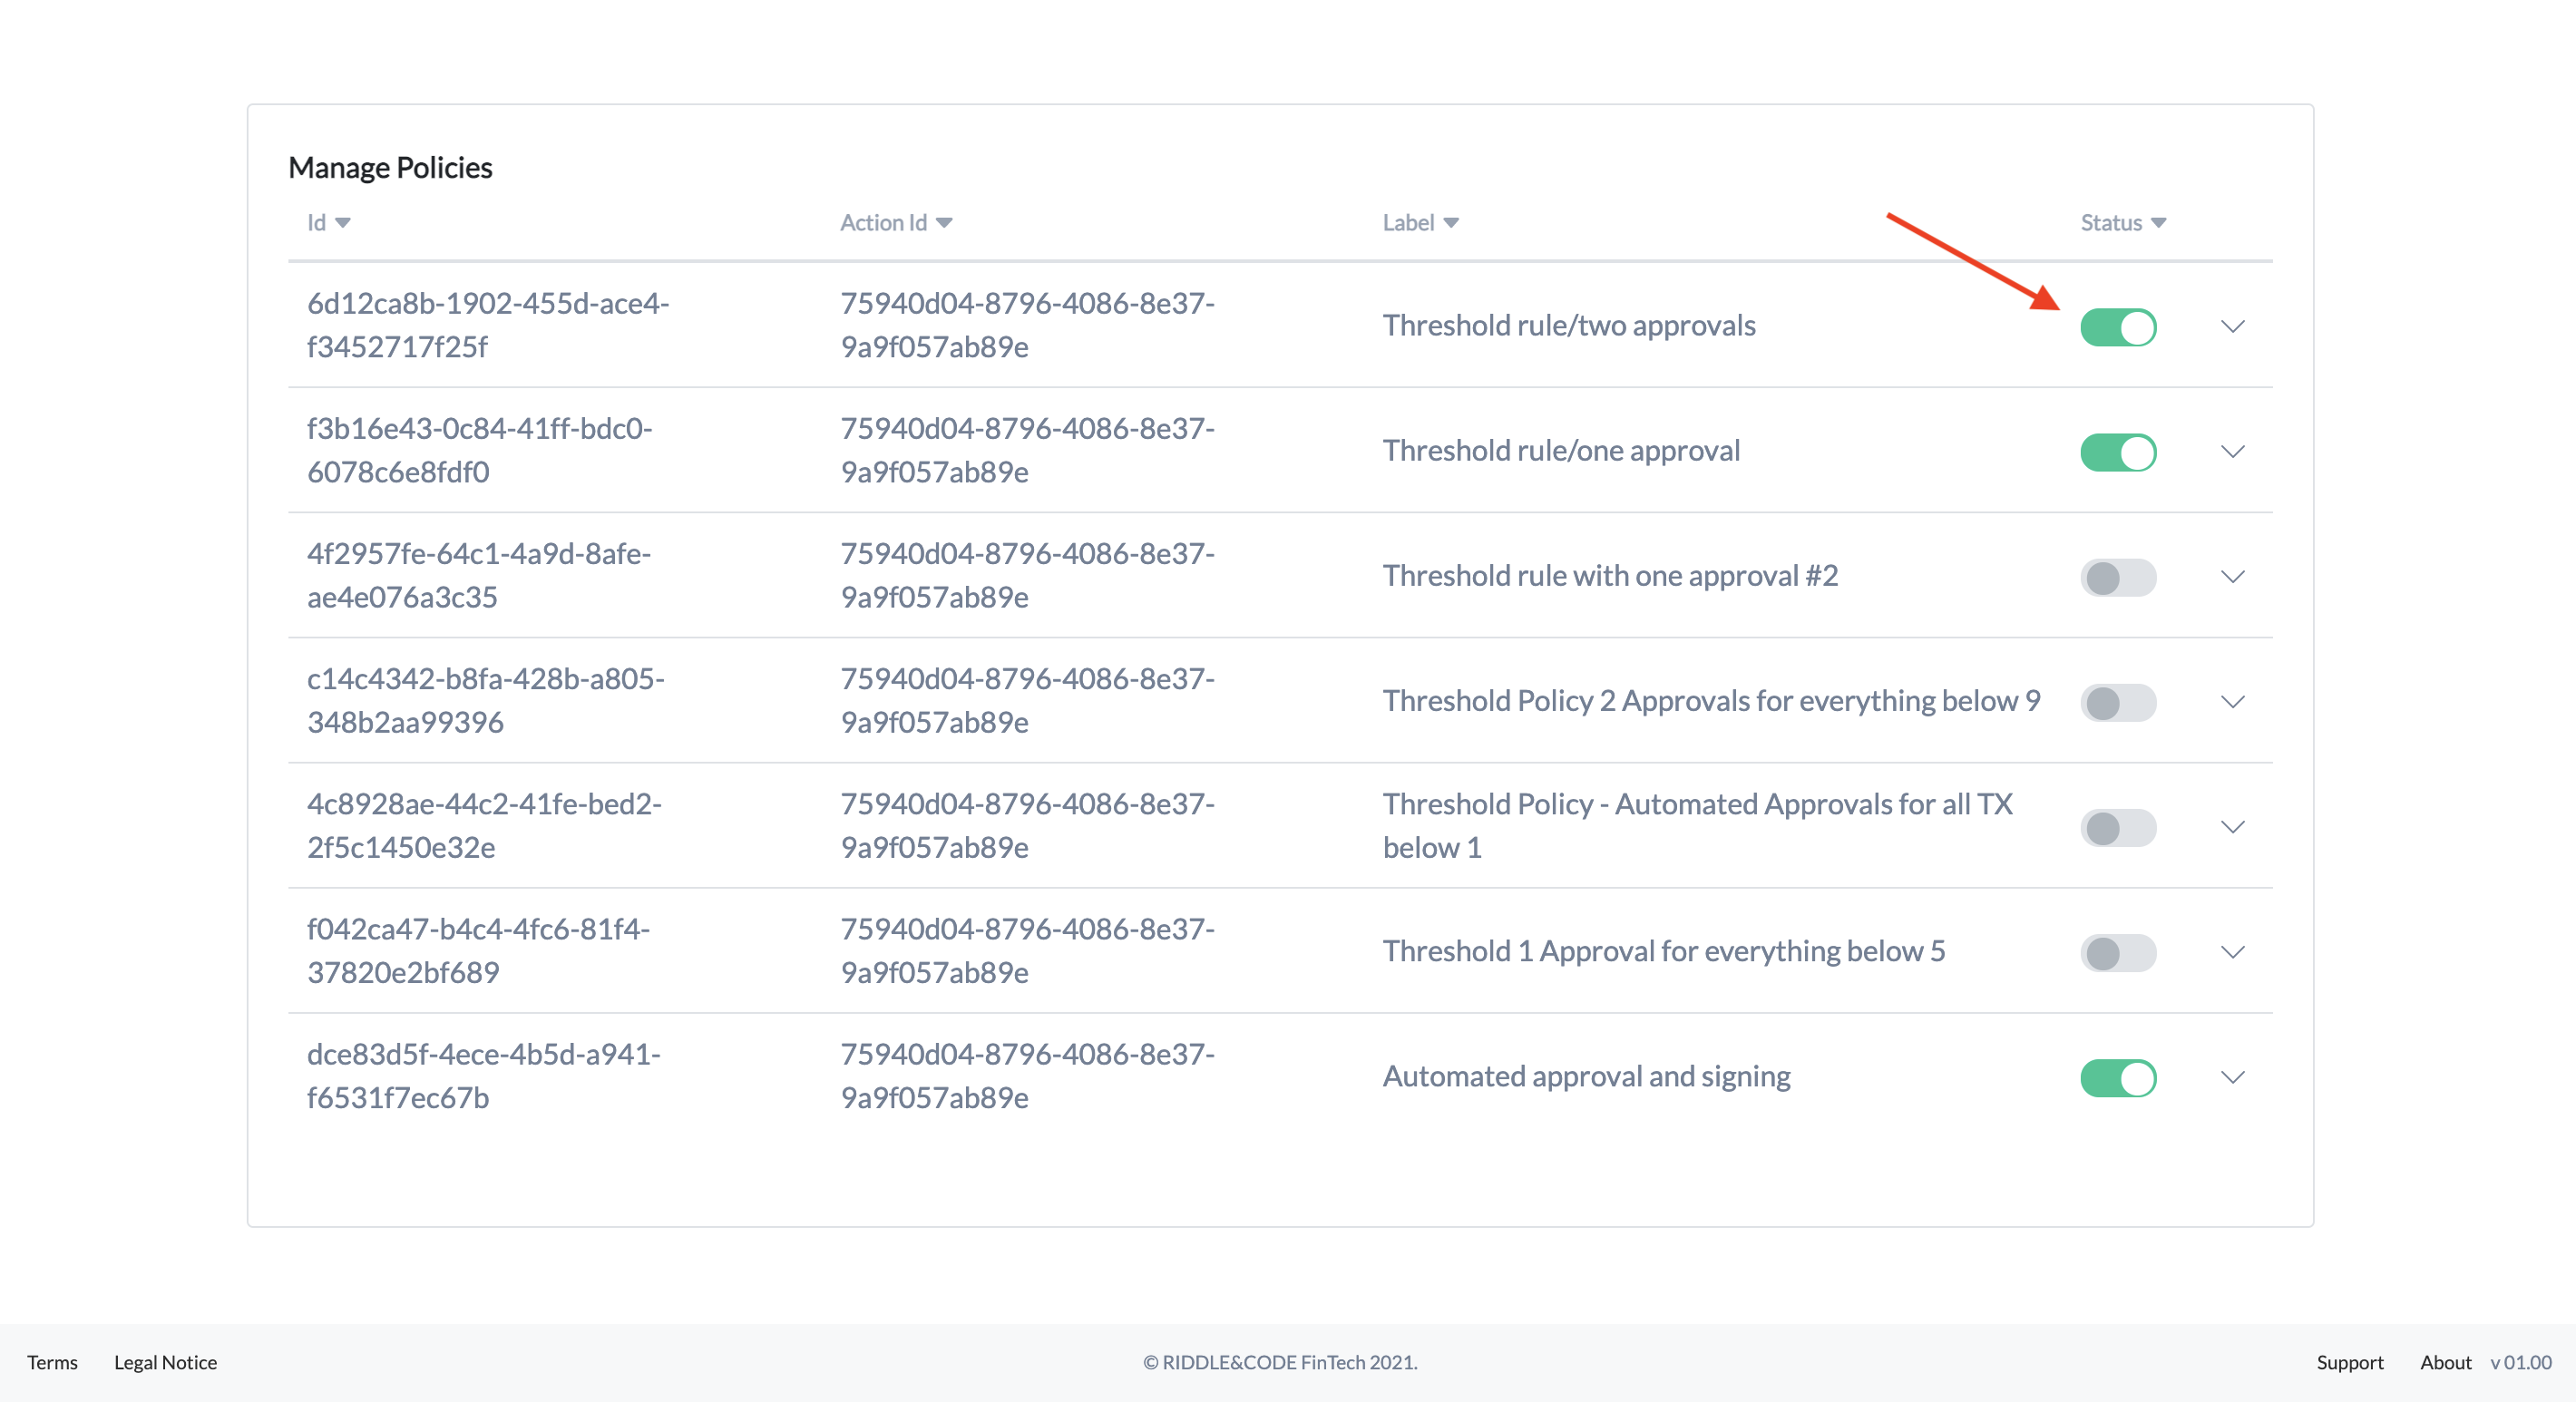 Manage Policies
Id Action Id Label Status
6d12ca8b-1902-455d-ace4-
f3452717f25f
75940d04-8796-4086-8e37-
9a9f057ab89e
Threshold rule/two approvals
f3b16e43-0c84-41ff-bdc0-
6078c6e8fdf0
75940d04-8796-4086-8e37-
9a9f057ab89e
Threshold rule/one approval
4f2957fe-64c1-4a9d-8afe-
ae4e076a3c35
75940d04-8796-4086-8e37-
9a9f057ab89e
Threshold rule with one approval #2
c14c4342-b8fa-428b-a805-
348b2aa99396
75940d04-8796-4086-8e37-
9a9f057ab89e
Threshold Policy 2 Approvals for everything below 9
4c8928ae-44c2-41fe-bed2-
2f5c1450e32e
75940d04-8796-4086-8e37-
9a9f057ab89e
Threshold Policy - Automated Approvals for all TX
below 1
f042ca47-b4c4-4fc6-81f4-
37820e2bf689
75940d04-8796-4086-8e37-
9a9f057ab89e
Threshold 1 Approval for everything below 5
dce83d5f-4ece-4b5d-a941-
f6531f7ec67b
75940d04-8796-4086-8e37-
9a9f057ab89e
Automated approval and signing
Terms Legal Notice © RIDDLE&CODE FinTech 2021. Support About v 01.00